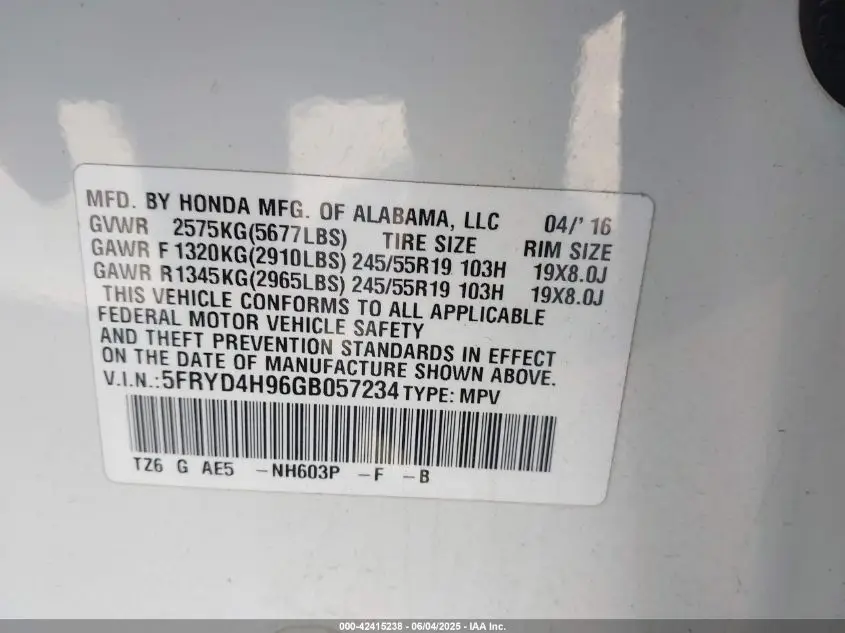 MFD. BY HONDA MFG. OF ALABAMA, LLC 04/' 16
GVWR 2575KG(5677LBS) TIRE SIZE RIM SIZE
GAWR F 1320KG(2910LBS) 245/55R19 103H 19X8.0J
GAWR R 1345KG(2965LBS) 245/55R19 103H 19X8.0J
THIS VEHICLE CONFORMS TO ALL APPLICABLE
FEDERAL MOTOR VEHICLE SAFETY
AND THEFT PREVENTION STANDARDS IN EFFECT
ON THE DATE OF MANUFACTURE SHOWN ABOVE.
V.I.N.:5FRYD4H96GB057234 TYPE: MPV
TZ6 G AE5 -NH603P -F -B
000-42415238 - 06/04/2025 - IAA Inc.